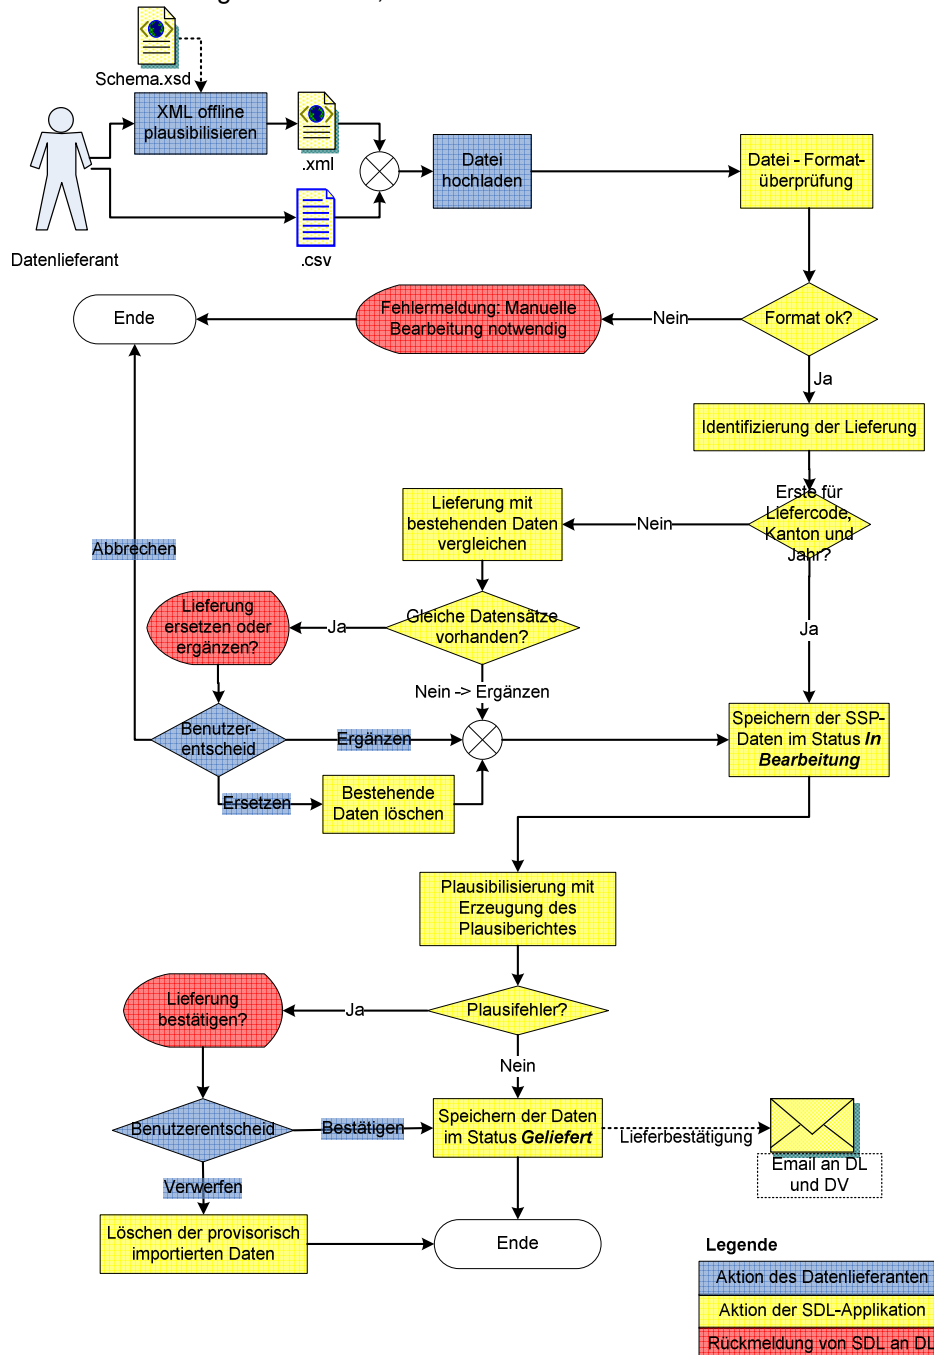 Schema.xsd
XML offline
plausibilisieren
.xml
.csv
Datenlieferant
Datei
hochladen
Datei - Format-
überprüfung
Ende
Fehlermeldung: Manuelle
Bearbeitung notwendig
Nein
Format ok?
Ja
Identifizierung der Lieferung
Lieferung mit
bestehenden Daten
vergleichen
Nein
Erste für
Liefercode,
Kanton und
Jahr?
Abbrechen
Lieferung
ersetzen oder
ergänzen?
Ja
Gleiche Datensätze
vorhanden?
Ja
Nein -> Ergänzen
Benutzer-
entscheid
Ergänzen
Speichern der SSP-
Daten im Status In
Bearbeitung
Ersetzen
Bestehende
Daten löschen
Plausibilisierung mit
Erzeugung des
Plausiberichtes
Lieferung
bestätigen?
Ja
Plausifehler?
Nein
Benutzerentscheid
Bestätigen
Speichern der Daten
im Status Geliefert
Lieferbestätigung
Email an DL
und DV
Verwerfen
Löschen der provisorisch
importierten Daten
Ende
Legende
Aktion des Datenlieferanten
Aktion der SDL-Applikation
Rückmeldung von SDL an DL